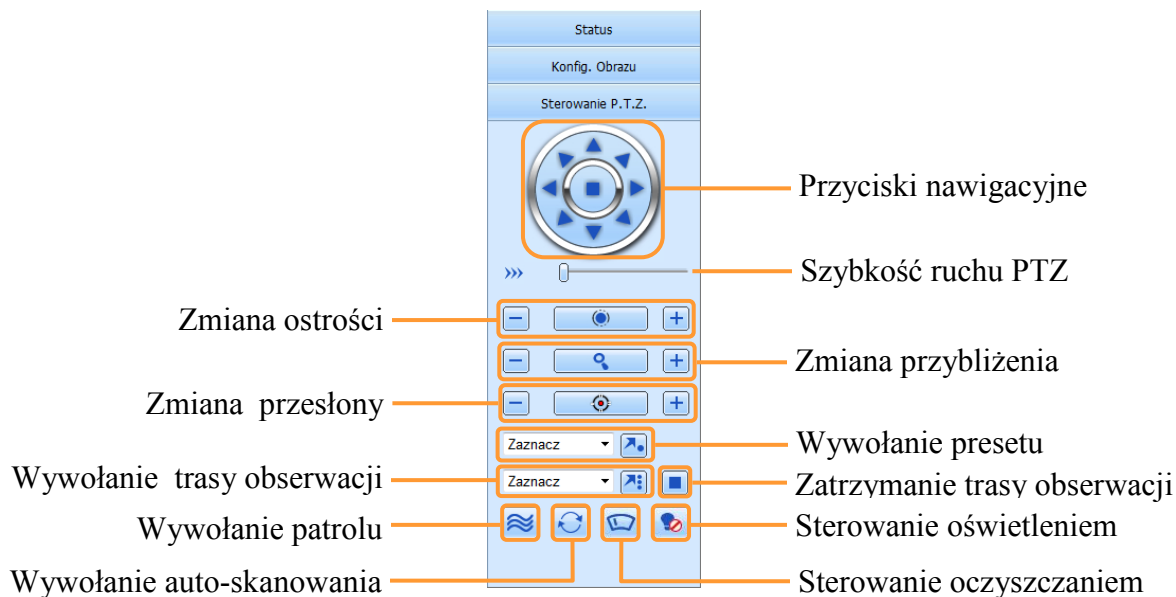 Status
Konfig. Obrazu
Sterowanie P.T.Z.
Przyciski nawigacyjne
Szybkość ruchu PTZ
Zmiana ostrości
Zmiana przybliżenia
Zmiana przesłony
Zaznacz
Wywołanie presetu
Wywołanie trasy obserwacji
Zaznacz
Zatrzymanie trasy obserwacji
Wywołanie patrolu
Sterowanie oświetleniem
Wywołanie auto-skanowania
Sterowanie oczyszczaniem